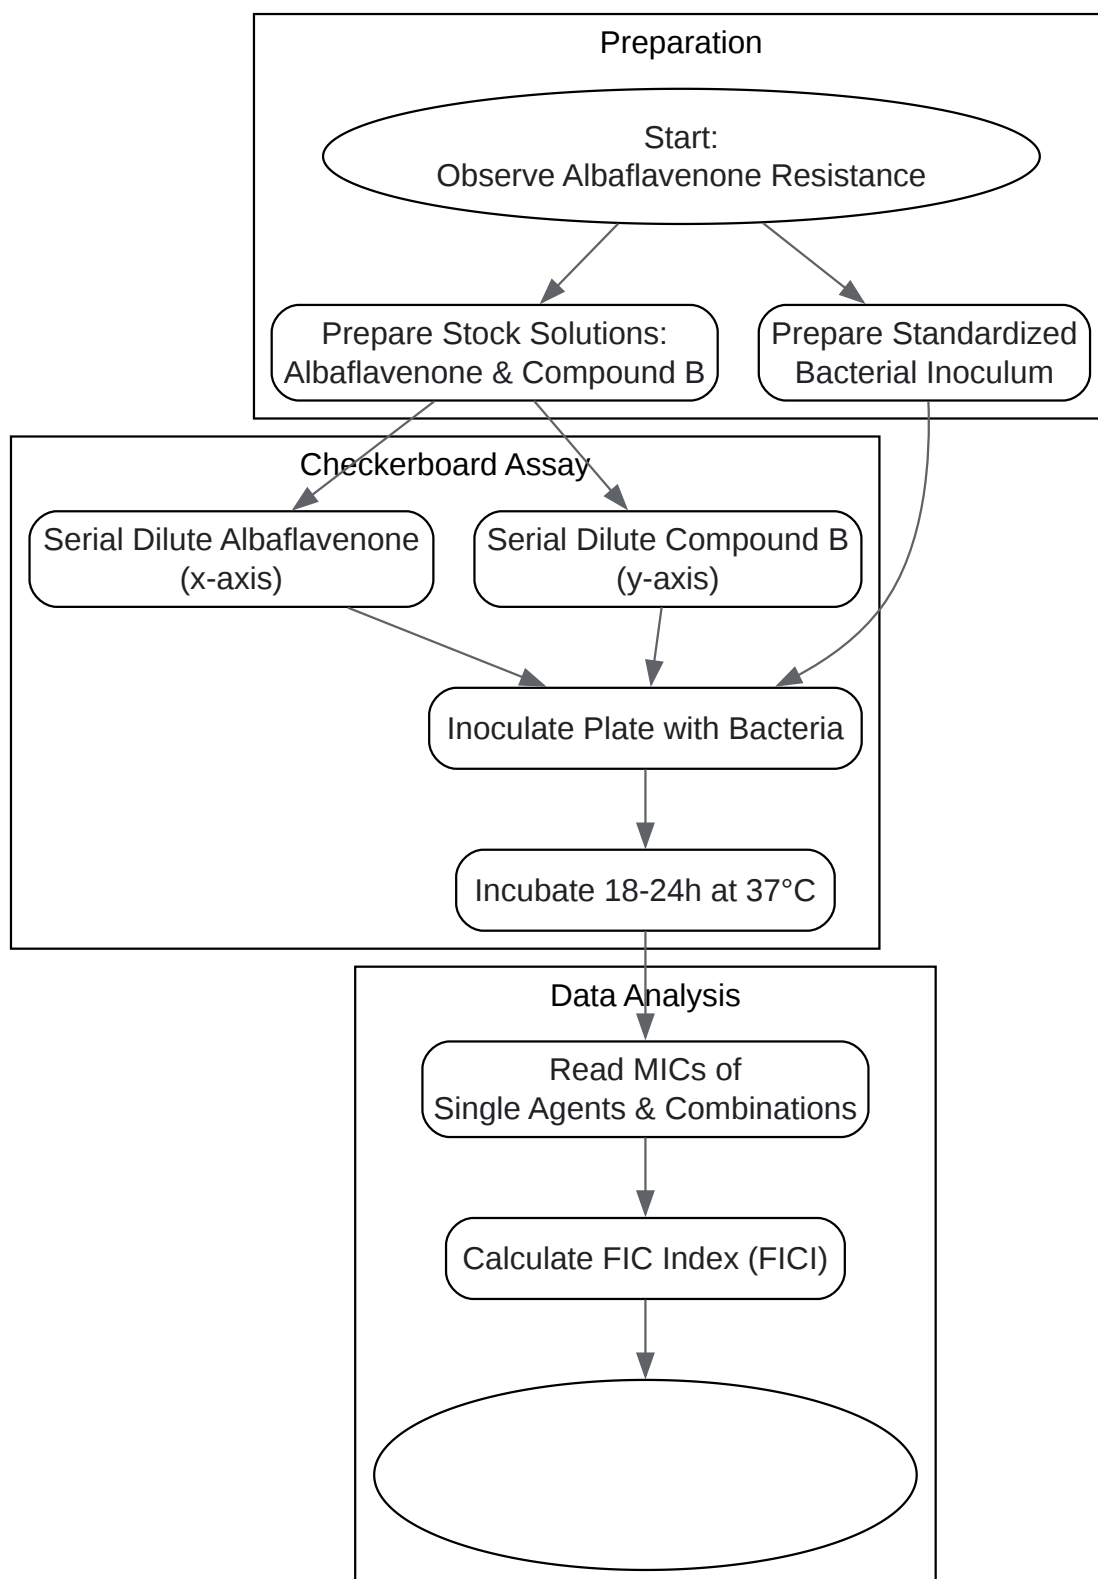 Preparation
Start:
Observe Albaflavenone Resistance
Prepare Stock Solutions:
Albaflavenone & Compound B
Prepare Standardized
Bacterial Inoculum
Checkerboard Assay
Serial Dilute Albaflavenone
(x-axis)
Serial Dilute Compound B
(y-axis)
Inoculate Plate with Bacteria
Incubate 18-24h at 37°C
Data Analysis
Read MICs of
Single Agents & Combinations
Calculate FIC Index (FICI)